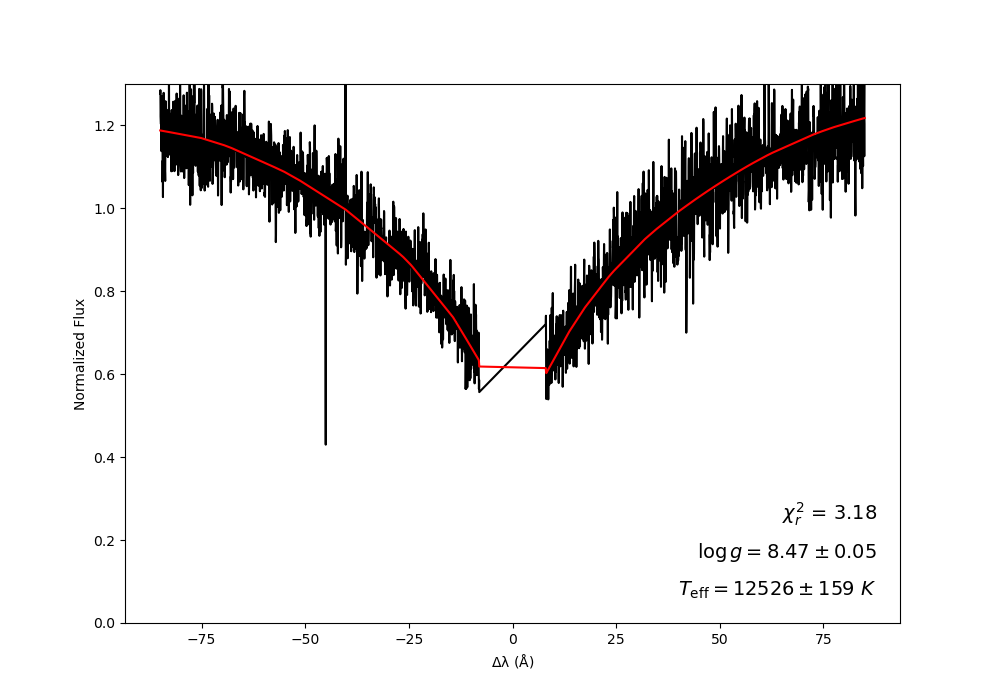 1.2
1.0
0.8
0.6
0.4
0.2
0.0
Normalized Flux
χ²ᵣ = 3.18
log g = 8.47 ± 0.05
T_eff = 12526 ± 159 K
−75 −50 −25 0 25 50 75
Δλ (Å)